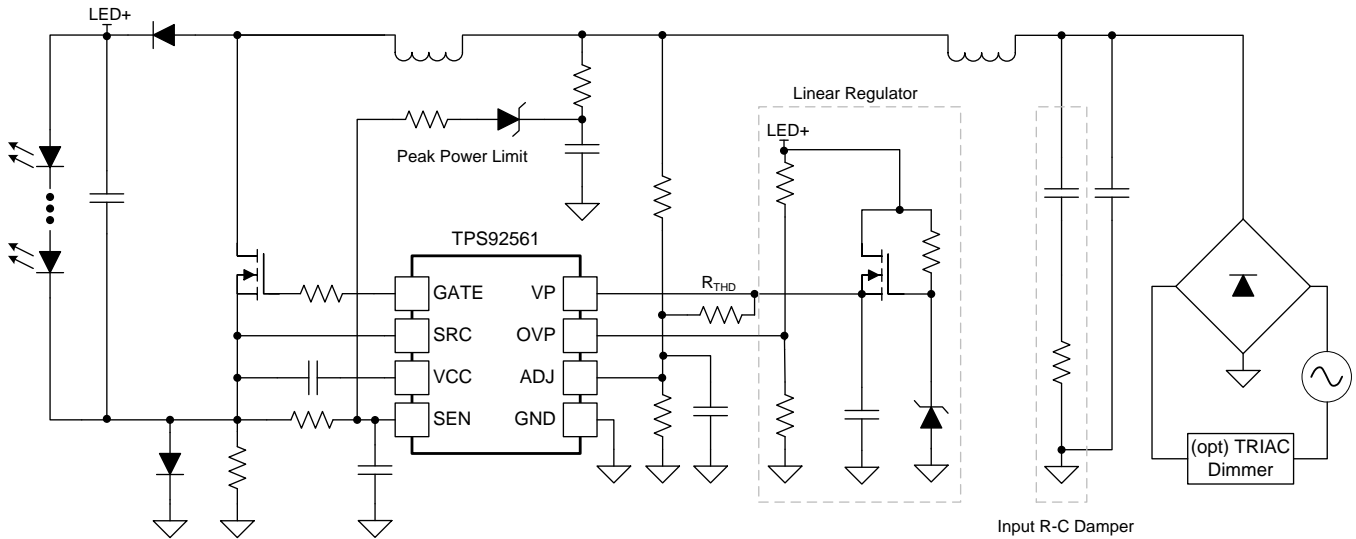 LED+
Linear Regulator
LED+
Peak Power Limit
TPS92561
GATE
VP
R_THD
SRC
OVP
VCC
ADJ
SEN
GND
(opt) TRIAC
Dimmer
Input R-C Damper